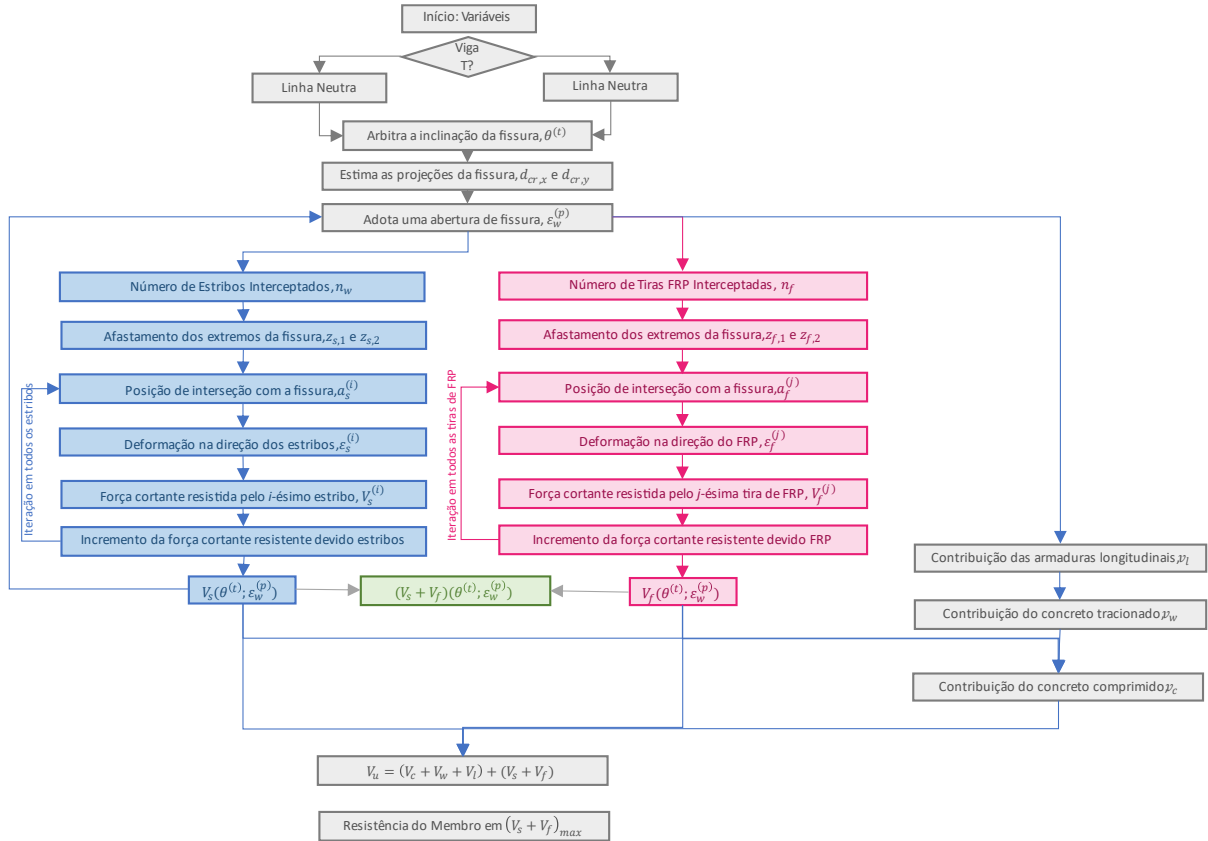 Início: Variáveis
Viga
T?
Linha Neutra
Linha Neutra
Arbitra a inclinação da fissura, θ^(t)
Estima as projeções da fissura, d_cr,x e d_cr,y
Adota uma abertura de fissura, ε_w^(p)
Número de Estribos Interceptados, n_w
Afastamento dos extremos da fissura, z_s,1 e z_s,2
Iteração em todos os estribos
Posição de interseção com a fissura, a_s^(i)
Deformação na direção dos estribos, ε_s^(i)
Força cortante resistida pelo i-ésimo estribo, V_s^(i)
Incremento da força cortante resistente devido estribos
V_s(θ^(t); ε_w^(p))
Número de Tiras FRP Interceptadas, n_f
Afastamento dos extremos da fissura, z_f,1 e z_f,2
Iteração em todos as tiras de FRP
Posição de interseção com a fissura, a_f^(j)
Deformação na direção do FRP, ε_f^(j)
Força cortante resistida pelo j-ésima tira de FRP, V_f^(j)
Incremento da força cortante resistente devido FRP
(V_s + V_f)(θ^(t); ε_w^(p))
V_f(θ^(t); ε_w^(p))
Contribuição das armaduras longitudinais, v_l
Contribuição do concreto tracionado, v_w
Contribuição do concreto comprimido, v_c
V_u = (V_c + V_w + V_l) + (V_s + V_f)
Resistência do Membro em (V_s + V_f)_max